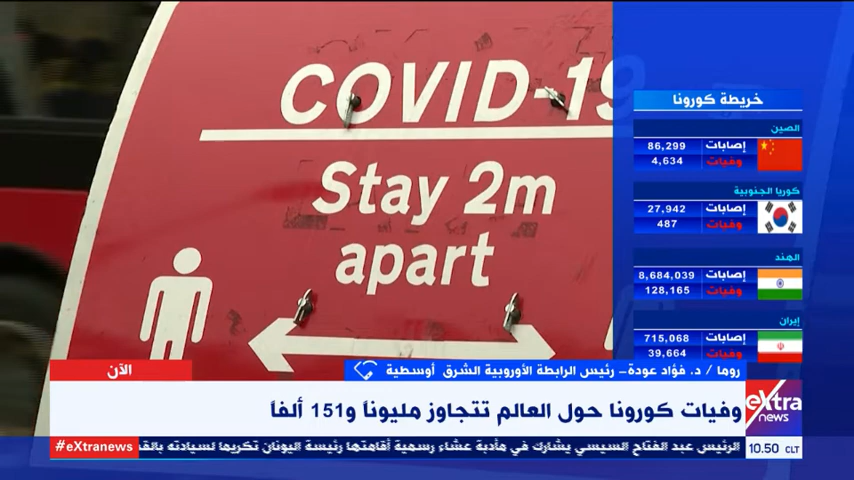 COVID-19
Stay 2m
apart
خريطة كورونا
الصين
إصابات 86,299
وفيات 4,634
كوريا الجنوبية
إصابات 27,942
وفيات 487
الهند
إصابات 8,684,039
وفيات 128,165
إيران
إصابات 715,068
وفيات 39,664
الآن
روما / د. فؤاد عودة- رئيس الرابطة الأوروبية الشرق أوسطية
وفيات كورونا حول العالم تتجاوز مليوناً و151 ألفاً
eXtra
news
#eXtranews
الرئيس عبد الفتاح السيسي يشارك في مأدبة عشاء رسمية أقامتها رئيسة اليونان تكريما لسيادته بالقد
10.50 CLT